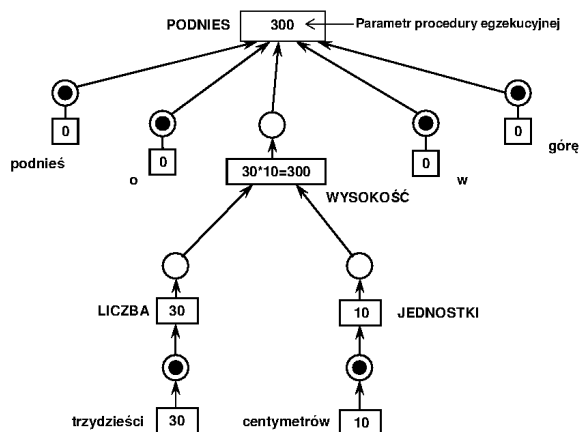 PODNIES 300 Parametr procedury egzekucyjnej
0 0 0 0
podnieś o w górę
30*10=300
WYSOKOŚĆ
LICZBA 30 10 JEDNOSTKI
trzydzieści 30 centymetrów 10